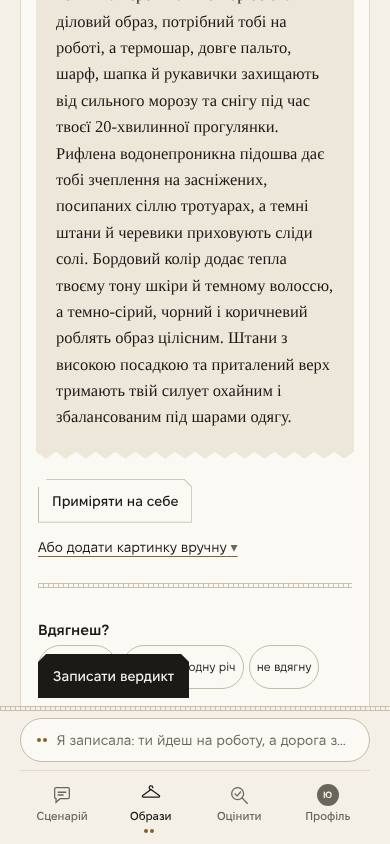 діловий образ, потрібний тобі на
роботі, а термошар, довге пальто,
шарф, шапка й рукавички захищають
від сильного морозу та снігу під час
твоєї 20-хвилинної прогулянки.
Рифлена водонепроникна підошва дає
тобі зчеплення на засніжених,
посипаних сіллю тротуарах, а темні
штани й черевики приховують сліди
солі. Бордовий колір додає тепла
твоєму тону шкіри й темному волоссю,
а темно-сірий, чорний і коричневий
роблять образ цілісним. Штани з
високою посадкою та приталений верх
тримають твій силует охайним і
збалансованим під шарами одягу.
Приміряти на себе
Або додати картинку вручну ▾
Вдягнеш?
одну річ
не вдягну
Записати вердикт
Я записала: ти йдеш на роботу, а дорога з...
Сценарій
Образи
Оцінити
Ю
Профіль